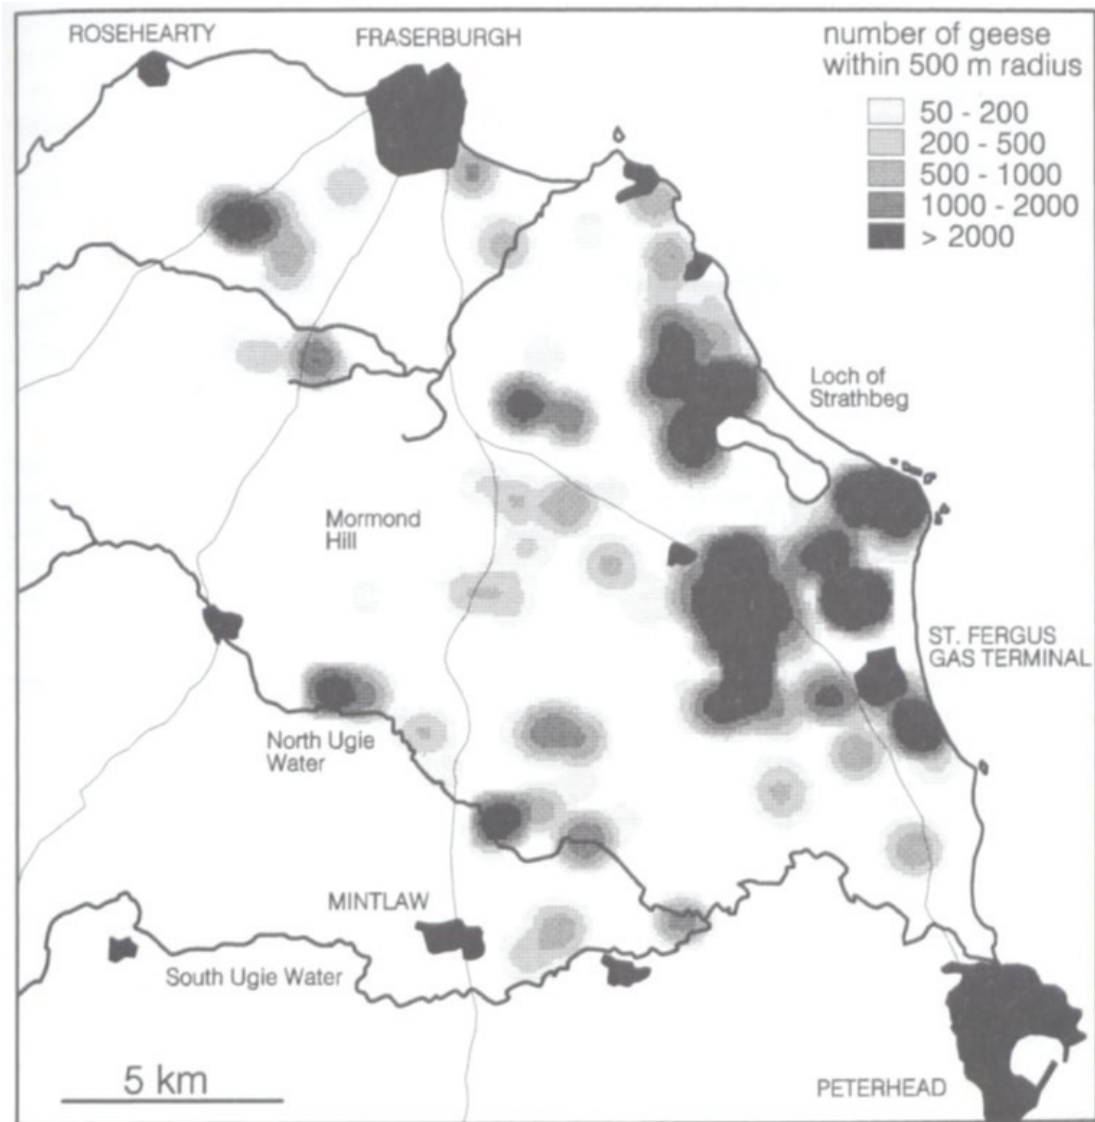 ROSEHEARTY
FRASERBURGH
number of geese
within 500 m radius
50 - 200
200 - 500
500 - 1000
1000 - 2000
> 2000
Loch of
Strathbeg
Mormond
Hill
ST. FERGUS
GAS TERMINAL
North Ugie
Water
MINTLAW
South Ugie Water
5 km
PETERHEAD